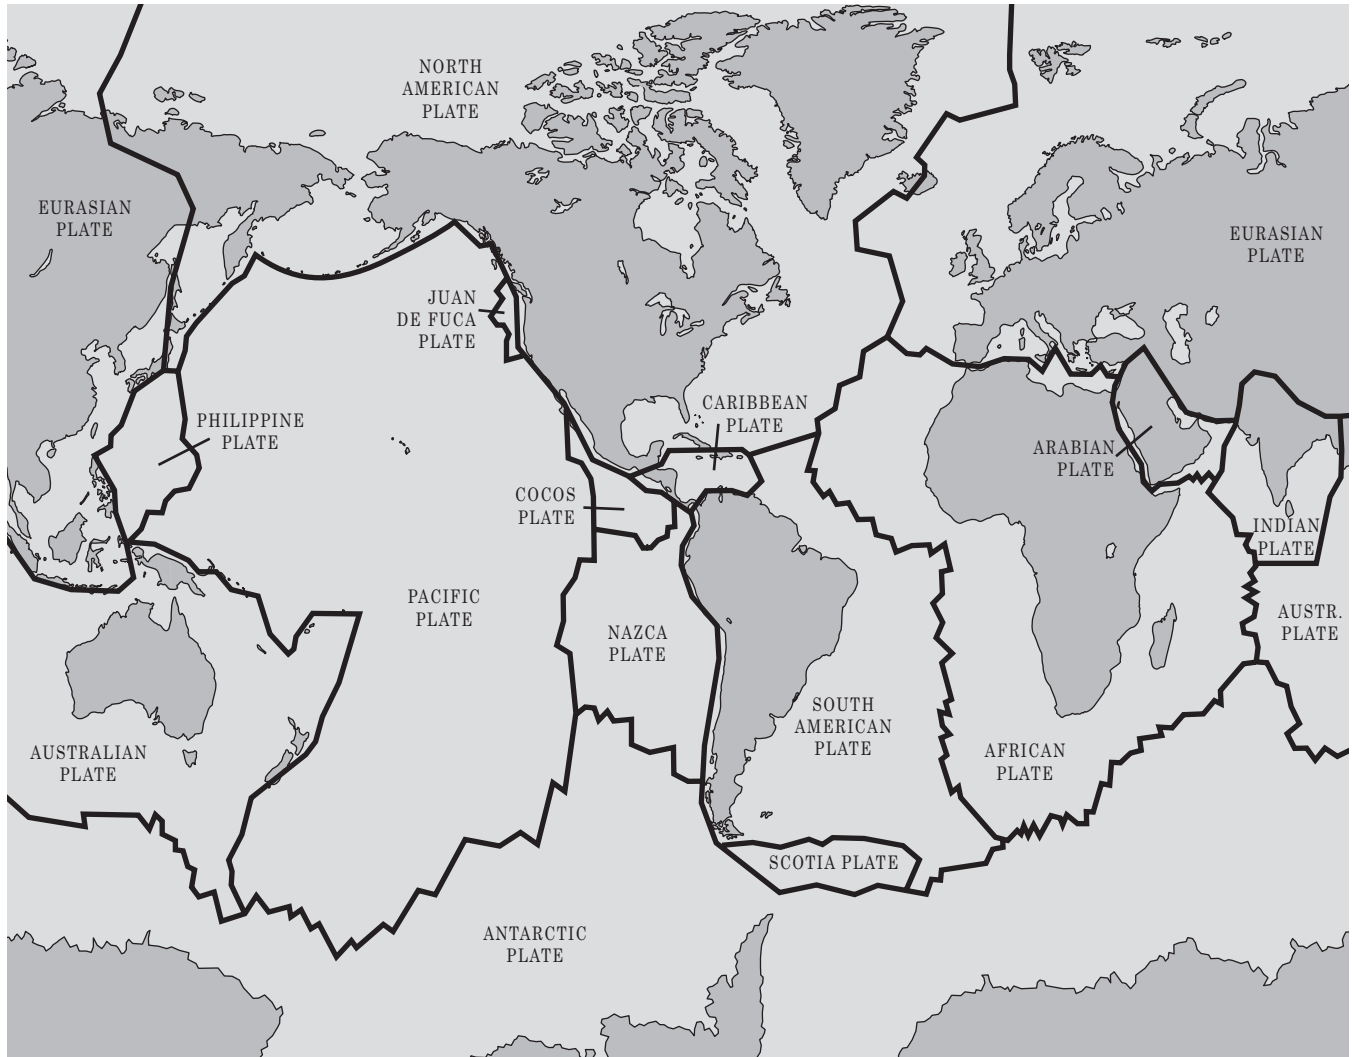 NORTH
AMERICAN
PLATE
EURASIAN
PLATE
EURASIAN
PLATE
JUAN
DE FUCA
PLATE
PHILIPPINE
PLATE
CARIBBEAN
PLATE
ARABIAN
PLATE
COCOS
PLATE
INDIAN
PLATE
PACIFIC
PLATE
NAZCA
PLATE
AUSTR.
PLATE
SOUTH
AMERICAN
PLATE
AUSTRALIAN
PLATE
AFRICAN
PLATE
SCOTIA PLATE
ANTARCTIC
PLATE